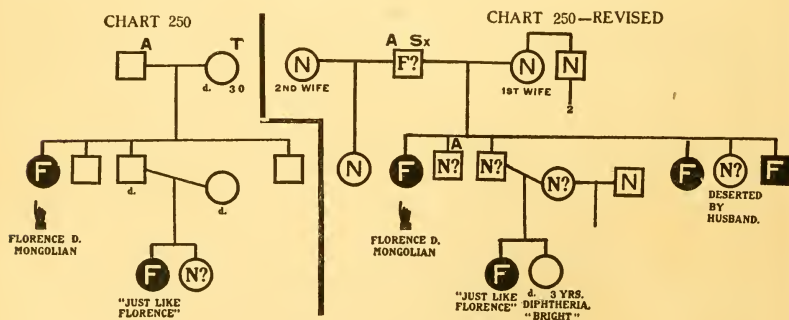 CHART 250
A
T
d. 30
F
d.
d.
FLORENCE D.
MONGOLIAN
F
N?
"JUST LIKE
FLORENCE"
CHART 250—REVISED
A Sx
N
F?
N
N
2ND WIFE
1ST WIFE
2
A
N
F
N?
N?
N?
N
F
N?
F
DESERTED
BY
HUSBAND.
FLORENCE D.
MONGOLIAN
F
"JUST LIKE
FLORENCE"
d. 3 YRS.
DIPHTHERIA.
"BRIGHT"